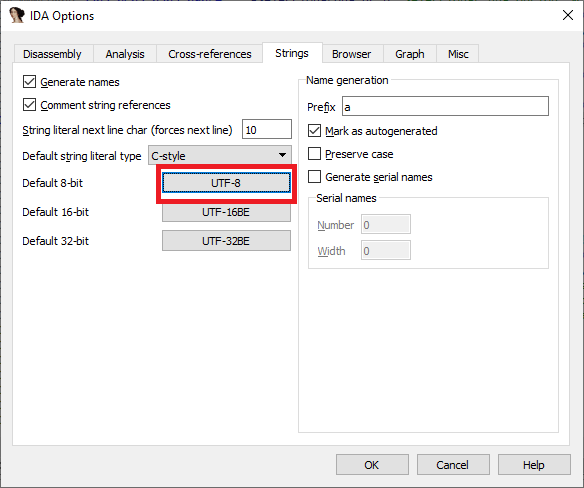 IDA Options
Disassembly Analysis Cross-references Strings Browser Graph Misc
Generate names
Comment string references
String literal next line char (forces next line) 10
Default string literal type C-style
Default 8-bit UTF-8
Default 16-bit UTF-16BE
Default 32-bit UTF-32BE
Name generation
Prefix a
Mark as autogenerated
Preserve case
Generate serial names
Serial names
Number 0
Width 0
OK Cancel Help